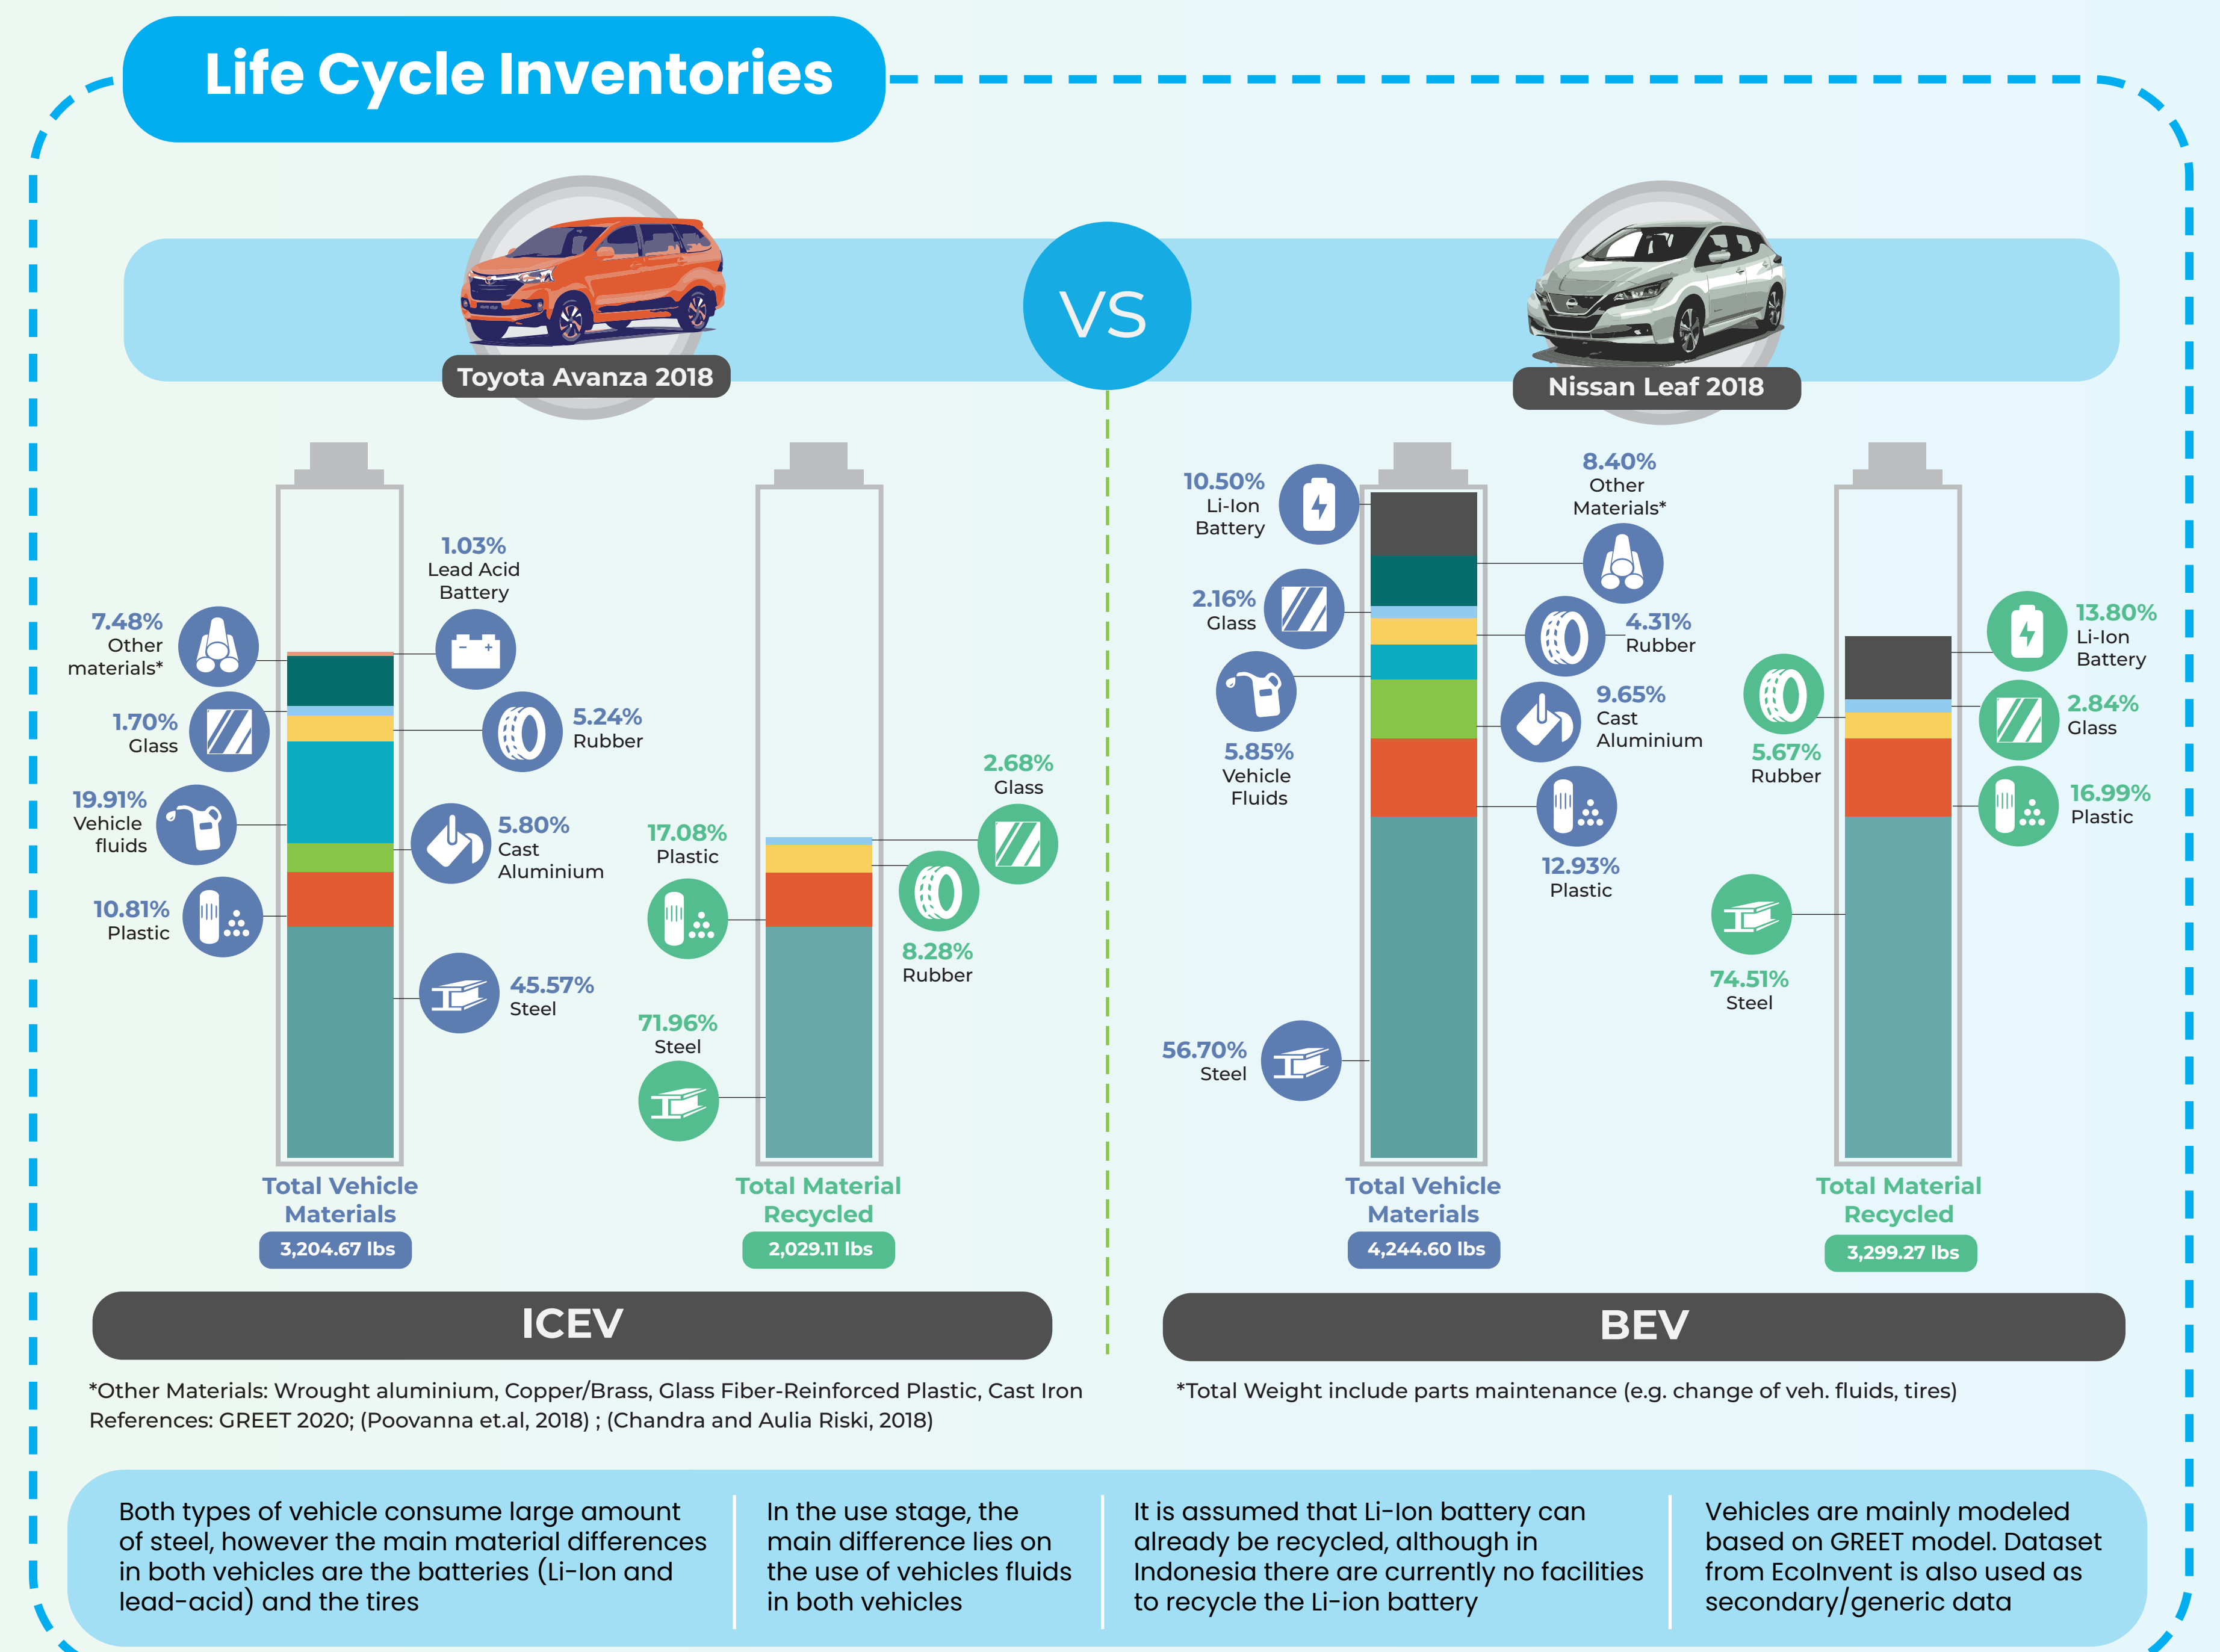 Life Cycle Inventories
VS
Toyota Avanza 2018
Nissan Leaf 2018
1.03%
Lead Acid
Battery
7.48%
Other
materials*
1.70%
Glass
5.24%
Rubber
19.91%
Vehicle
fluids
5.80%
Cast
Aluminium
10.81%
Plastic
45.57%
Steel
Total Vehicle
Materials
3,204.67 lbs
2.68%
Glass
17.08%
Plastic
8.28%
Rubber
71.96%
Steel
Total Material
Recycled
2,029.11 lbs
ICEV
10.50%
Li-Ion
Battery
8.40%
Other
Materials*
2.16%
Glass
4.31%
Rubber
5.85%
Vehicle
Fluids
9.65%
Cast
Aluminium
12.93%
Plastic
56.70%
Steel
Total Vehicle
Materials
4,244.60 lbs
13.80%
Li-Ion
Battery
5.67%
Rubber
2.84%
Glass
16.99%
Plastic
74.51%
Steel
Total Material
Recycled
3,299.27 lbs
BEV
*Other Materials: Wrought aluminium, Copper/Brass, Glass Fiber-Reinforced Plastic, Cast Iron
References: GREET 2020; (Poovanna et.al, 2018) ; (Chandra and Aulia Riski, 2018)
*Total Weight include parts maintenance (e.g. change of veh. fluids, tires)
Both types of vehicle consume large amount
of steel, however the main material differences
in both vehicles are the batteries (Li-Ion and
lead-acid) and the tires
In the use stage, the
main difference lies on
the use of vehicles fluids
in both vehicles
It is assumed that Li-Ion battery can
already be recycled, although in
Indonesia there are currently no facilities
to recycle the Li-ion battery
Vehicles are mainly modeled
based on GREET model. Dataset
from EcoInvent is also used as
secondary/generic data